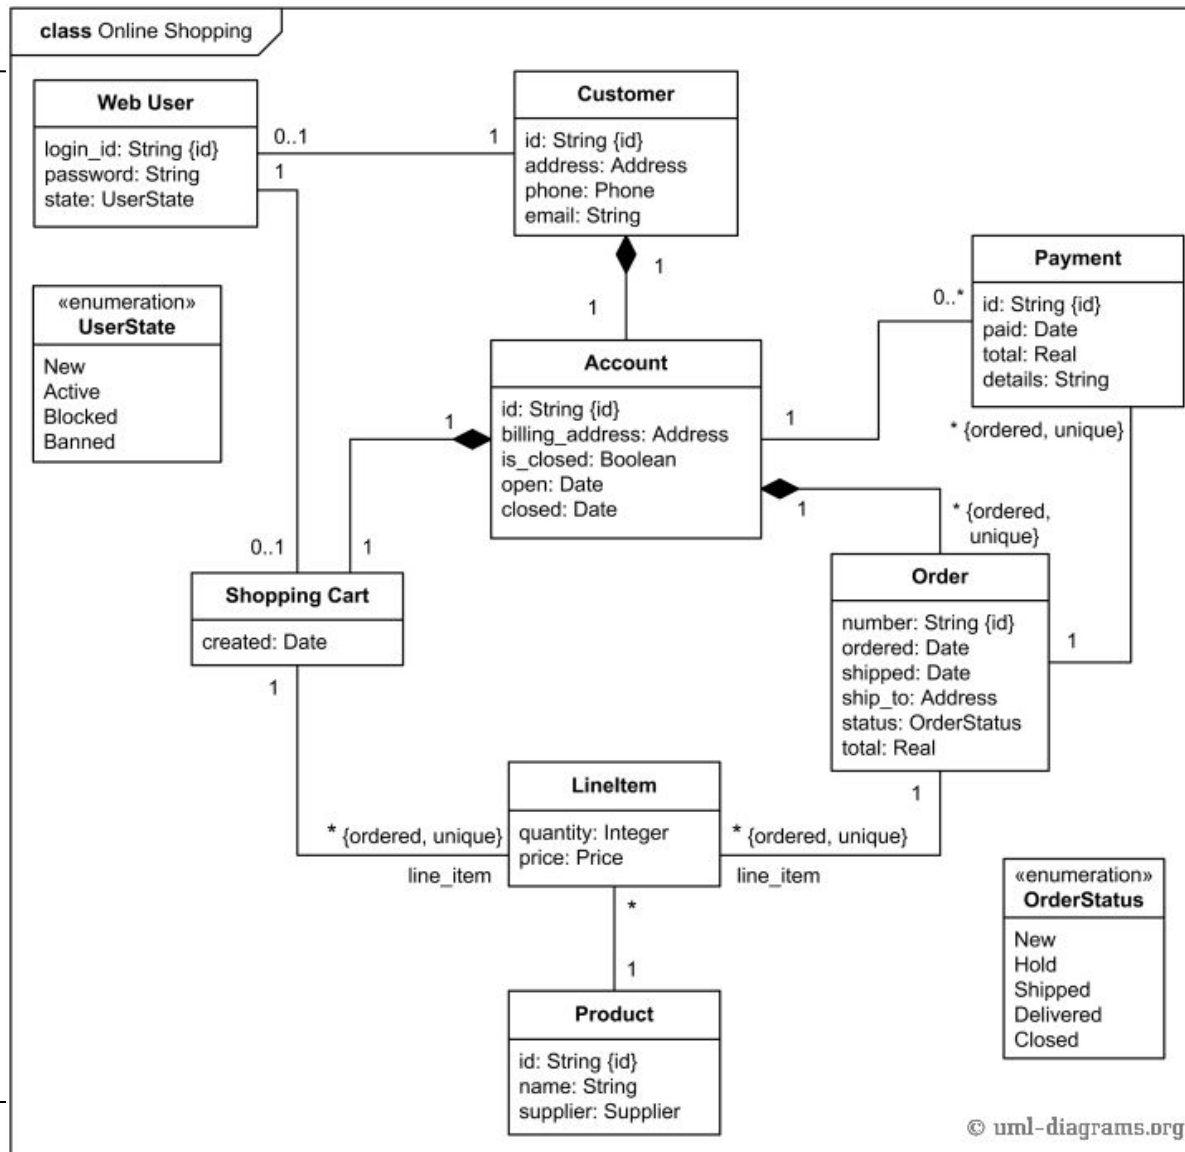 class Online Shopping
Web User
login_id: String {id}
password: String
state: UserState
0..1
1
1
Customer
id: String {id}
address: Address
phone: Phone
email: String
1
1
«enumeration»
UserState
New
Active
Blocked
Banned
Payment
id: String {id}
paid: Date
total: Real
details: String
0..*
1
* {ordered, unique}
Account
id: String {id}
billing_address: Address
is_closed: Boolean
open: Date
closed: Date
1
1
* {ordered,
unique}
0..1
1
Shopping Cart
created: Date
1
Order
number: String {id}
ordered: Date
shipped: Date
ship_to: Address
status: OrderStatus
total: Real
1
1
LineItem
quantity: Integer
price: Price
* {ordered, unique}
line_item
* {ordered, unique}
line_item
*
1
Product
id: String {id}
name: String
supplier: Supplier
«enumeration»
OrderStatus
New
Hold
Shipped
Delivered
Closed
© uml-diagrams.org